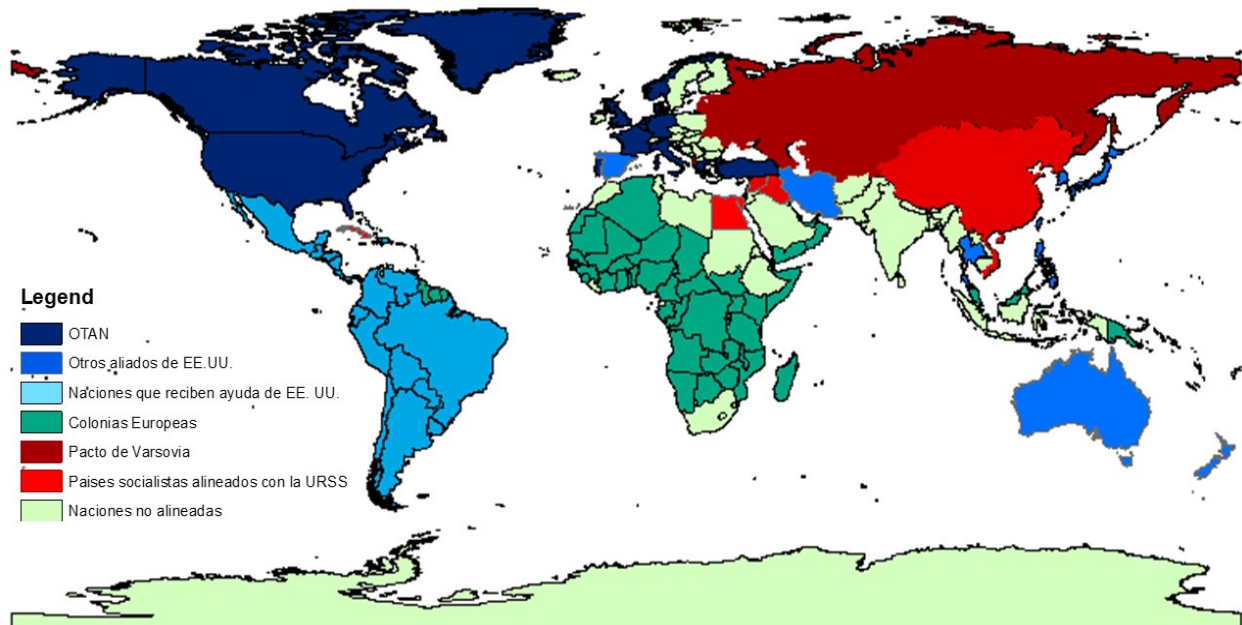 Legend
OTAN
Otros aliados de EE.UU.
Naciones que reciben ayuda de EE. UU.
Colonias Europeas
Pacto de Varsovia
Paises socialistas alineados con la URSS
Naciones no alineadas